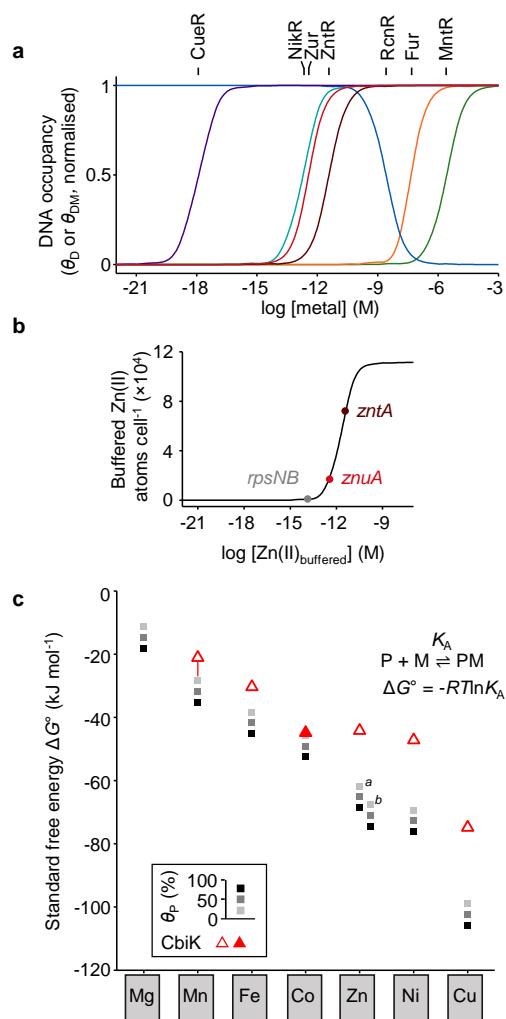 a
CueR NikR Zur ZntR RcnR Fur MntR
DNA occupancy
(θD or θDM, normalised)
1
0.5
0
-21 -18 -15 -12 -9 -6 -3
log [metal] (M)
b
Buffered Zn(II)
atoms cell-1 (×10⁴)
12
8
4
0
zntA
rpsNB
znuA
-21 -18 -15 -12 -9
log [Zn(II)buffered] (M)
c
Standard free energy ΔGº (kJ mol-1)
0
-20
-40
-60
-80
-100
-120
KA
P + M ⇌ PM
ΔGº = -RTlnKA
a
b
θP (%)
100
50
0
CbiK
Mg Mn Fe Co Zn Ni Cu